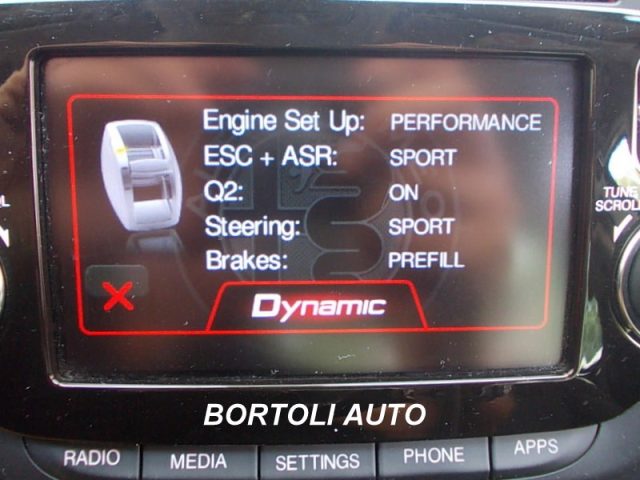 Engine Set Up: PERFORMANCE
ESC + ASR: SPORT
Q2: ON
Steering: SPORT
Brakes: PREFILL
Dynamic
TUNE
SCROLL
BORTOLI AUTO
RADIO MEDIA SETTINGS PHONE APPS